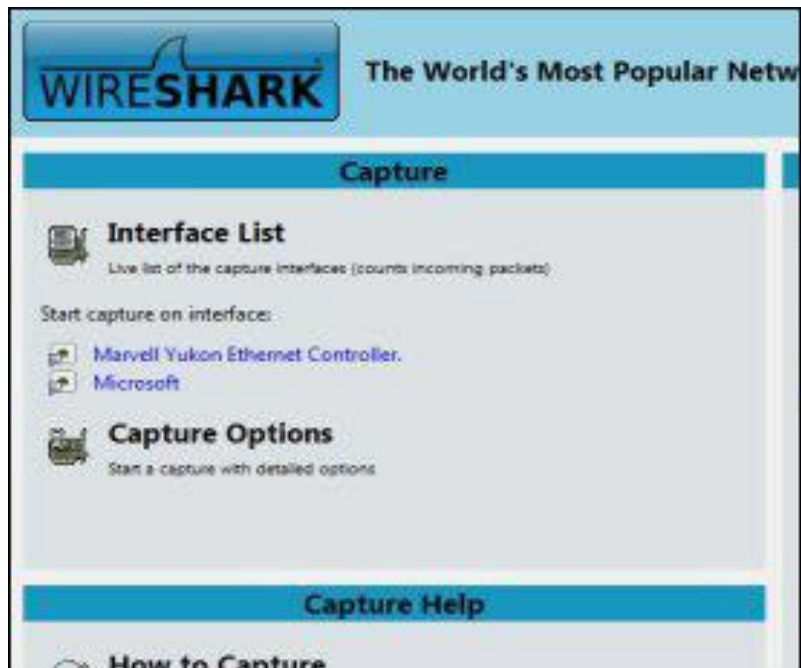 WIRESHARK
The World's Most Popular Netw
Capture
Interface List
Live list of the capture interfaces (counts incoming packets)
Start capture on interface:
Marvell Yukon Ethernet Controller.
Microsoft
Capture Options
Start a capture with detailed options
Capture Help
How to Capture